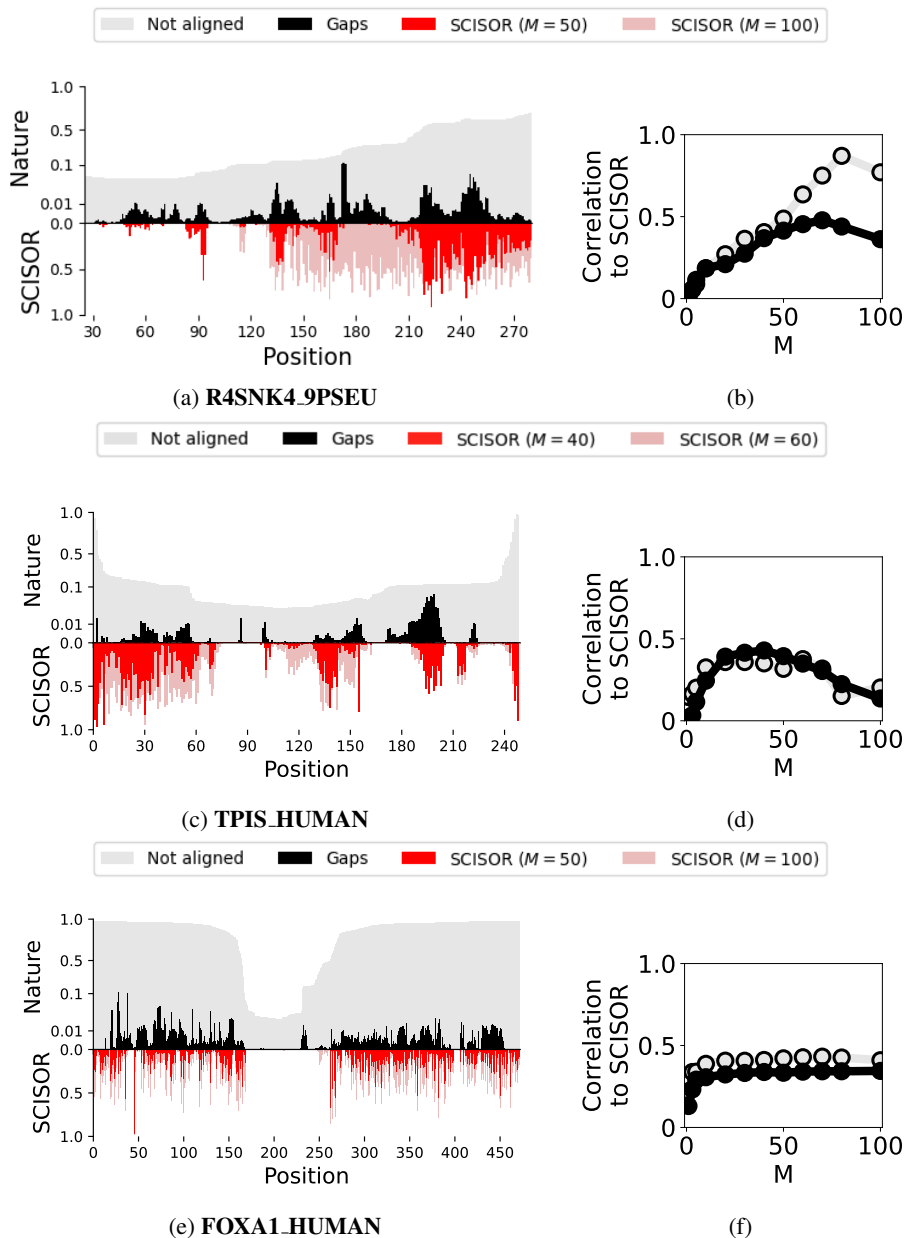 Not aligned Gaps SCISOR (M = 50) SCISOR (M = 100)
1.0
0.5
0.1
0.01
0.0
0.5
1.0
Nature
SCISOR
30 60 90 120 150 180 210 240 270
Position
(a) R4SNK4_9PSEU
1.0
0.5
0
Correlation
to SCISOR
0 50 100
M
(b)
Not aligned Gaps SCISOR (M = 40) SCISOR (M = 60)
1.0
0.5
0.1
0.01
0.0
0.5
1.0
Nature
SCISOR
0 30 60 90 120 150 180 210 240
Position
(c) TPIS_HUMAN
1.0
0.5
0
Correlation
to SCISOR
0 50 100
M
(d)
Not aligned Gaps SCISOR (M = 50) SCISOR (M = 100)
1.0
0.5
0.1
0.01
0.0
0.5
1.0
Nature
SCISOR
0 50 100 150 200 250 300 350 400 450
Position
(e) FOXA1_HUMAN
1.0
0.5
0
Correlation
to SCISOR
0 50 100
M
(f)